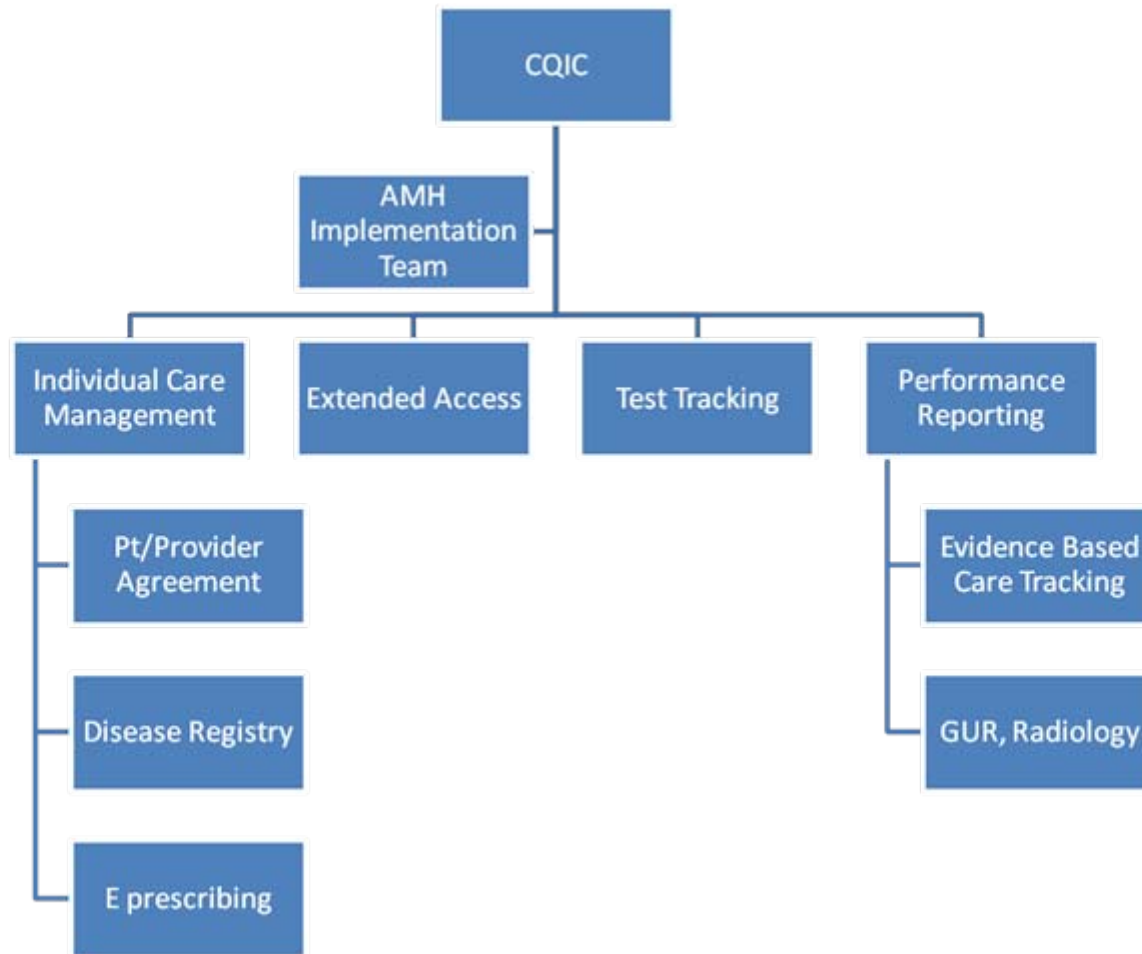 CQIC
AMH
Implementation
Team
Individual Care
Management
Extended Access
Test Tracking
Performance
Reporting
Pt/Provider
Agreement
Evidence Based
Care Tracking
Disease Registry
GUR, Radiology
E prescribing